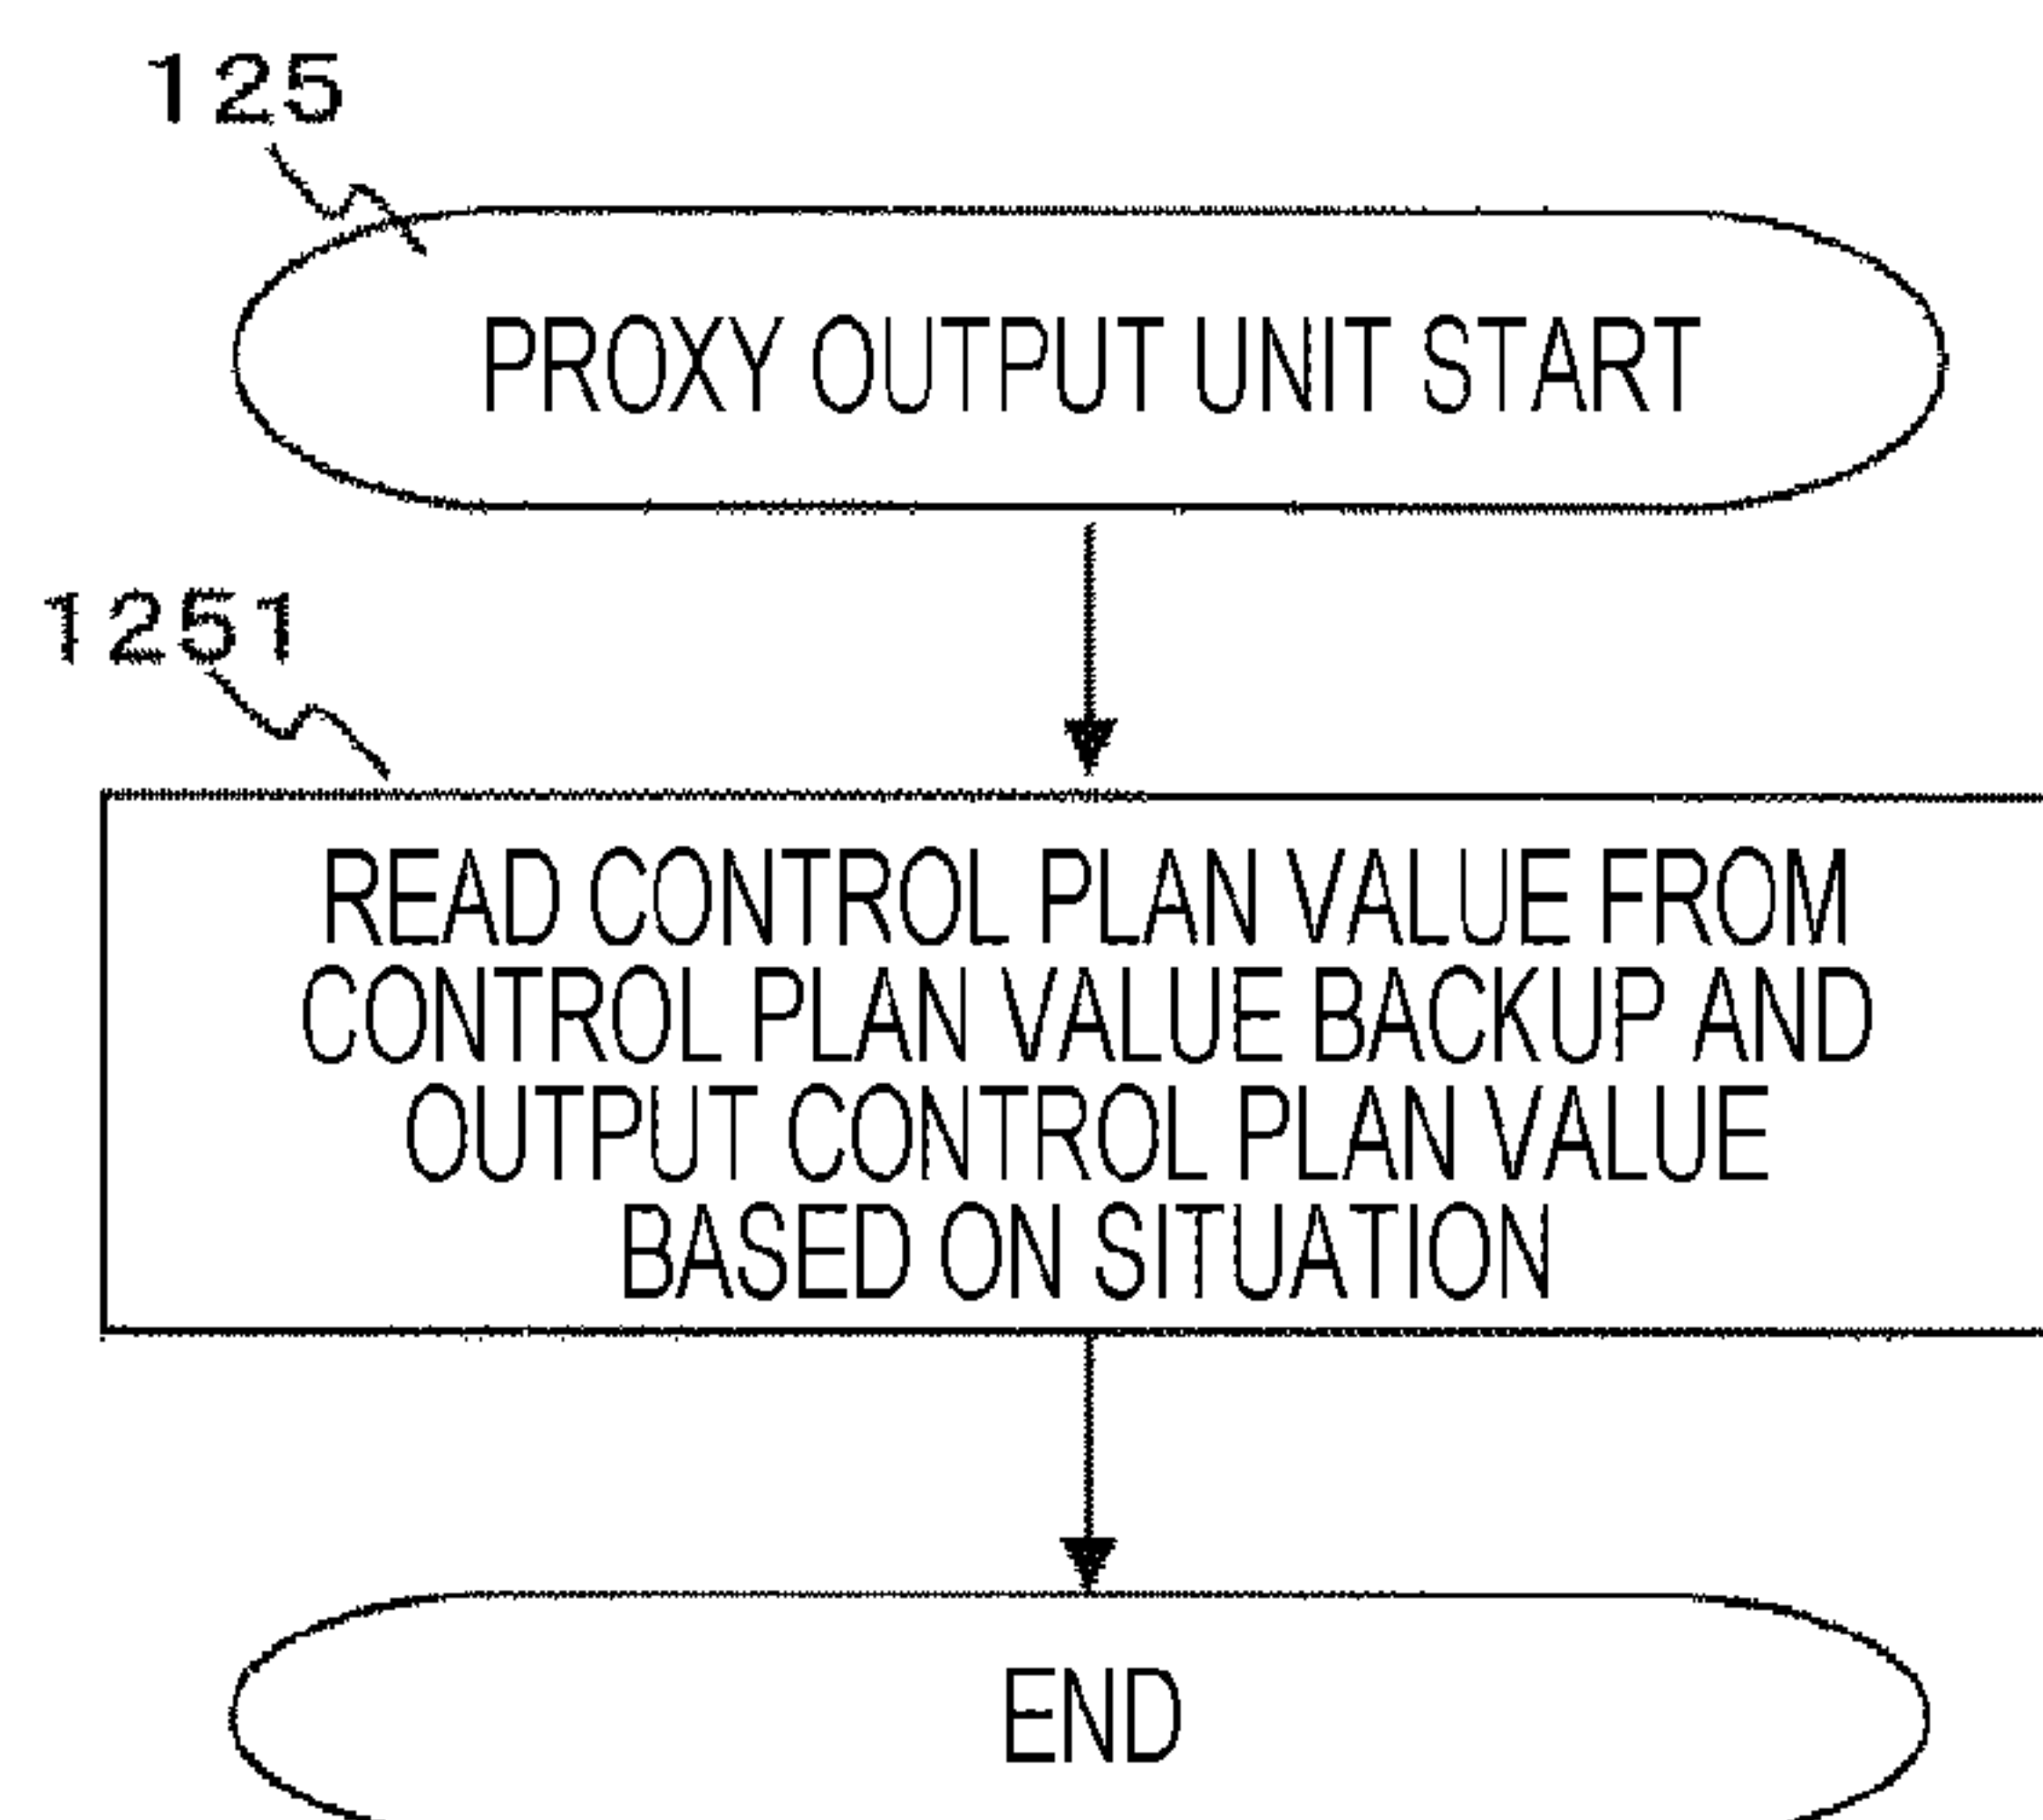 125
PROXY OUTPUT UNIT START
1251
READ CONTROL PLAN VALUE FROM
CONTROL PLAN VALUE BACKUP AND
OUTPUT CONTROL PLAN VALUE
BASED ON SITUATION
END